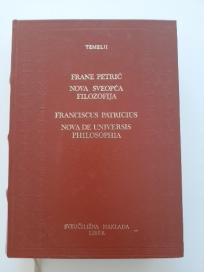 TEMELJI
FRANE PETRIĆ
NOVA SVEOPĆA
FILOZOFIJA
FRANCISCUS PATRICIUS
NOVA DE UNIVERSIS
PHILOSOPHIA
SVEUČILIŠNA NAKLADA
LIBER